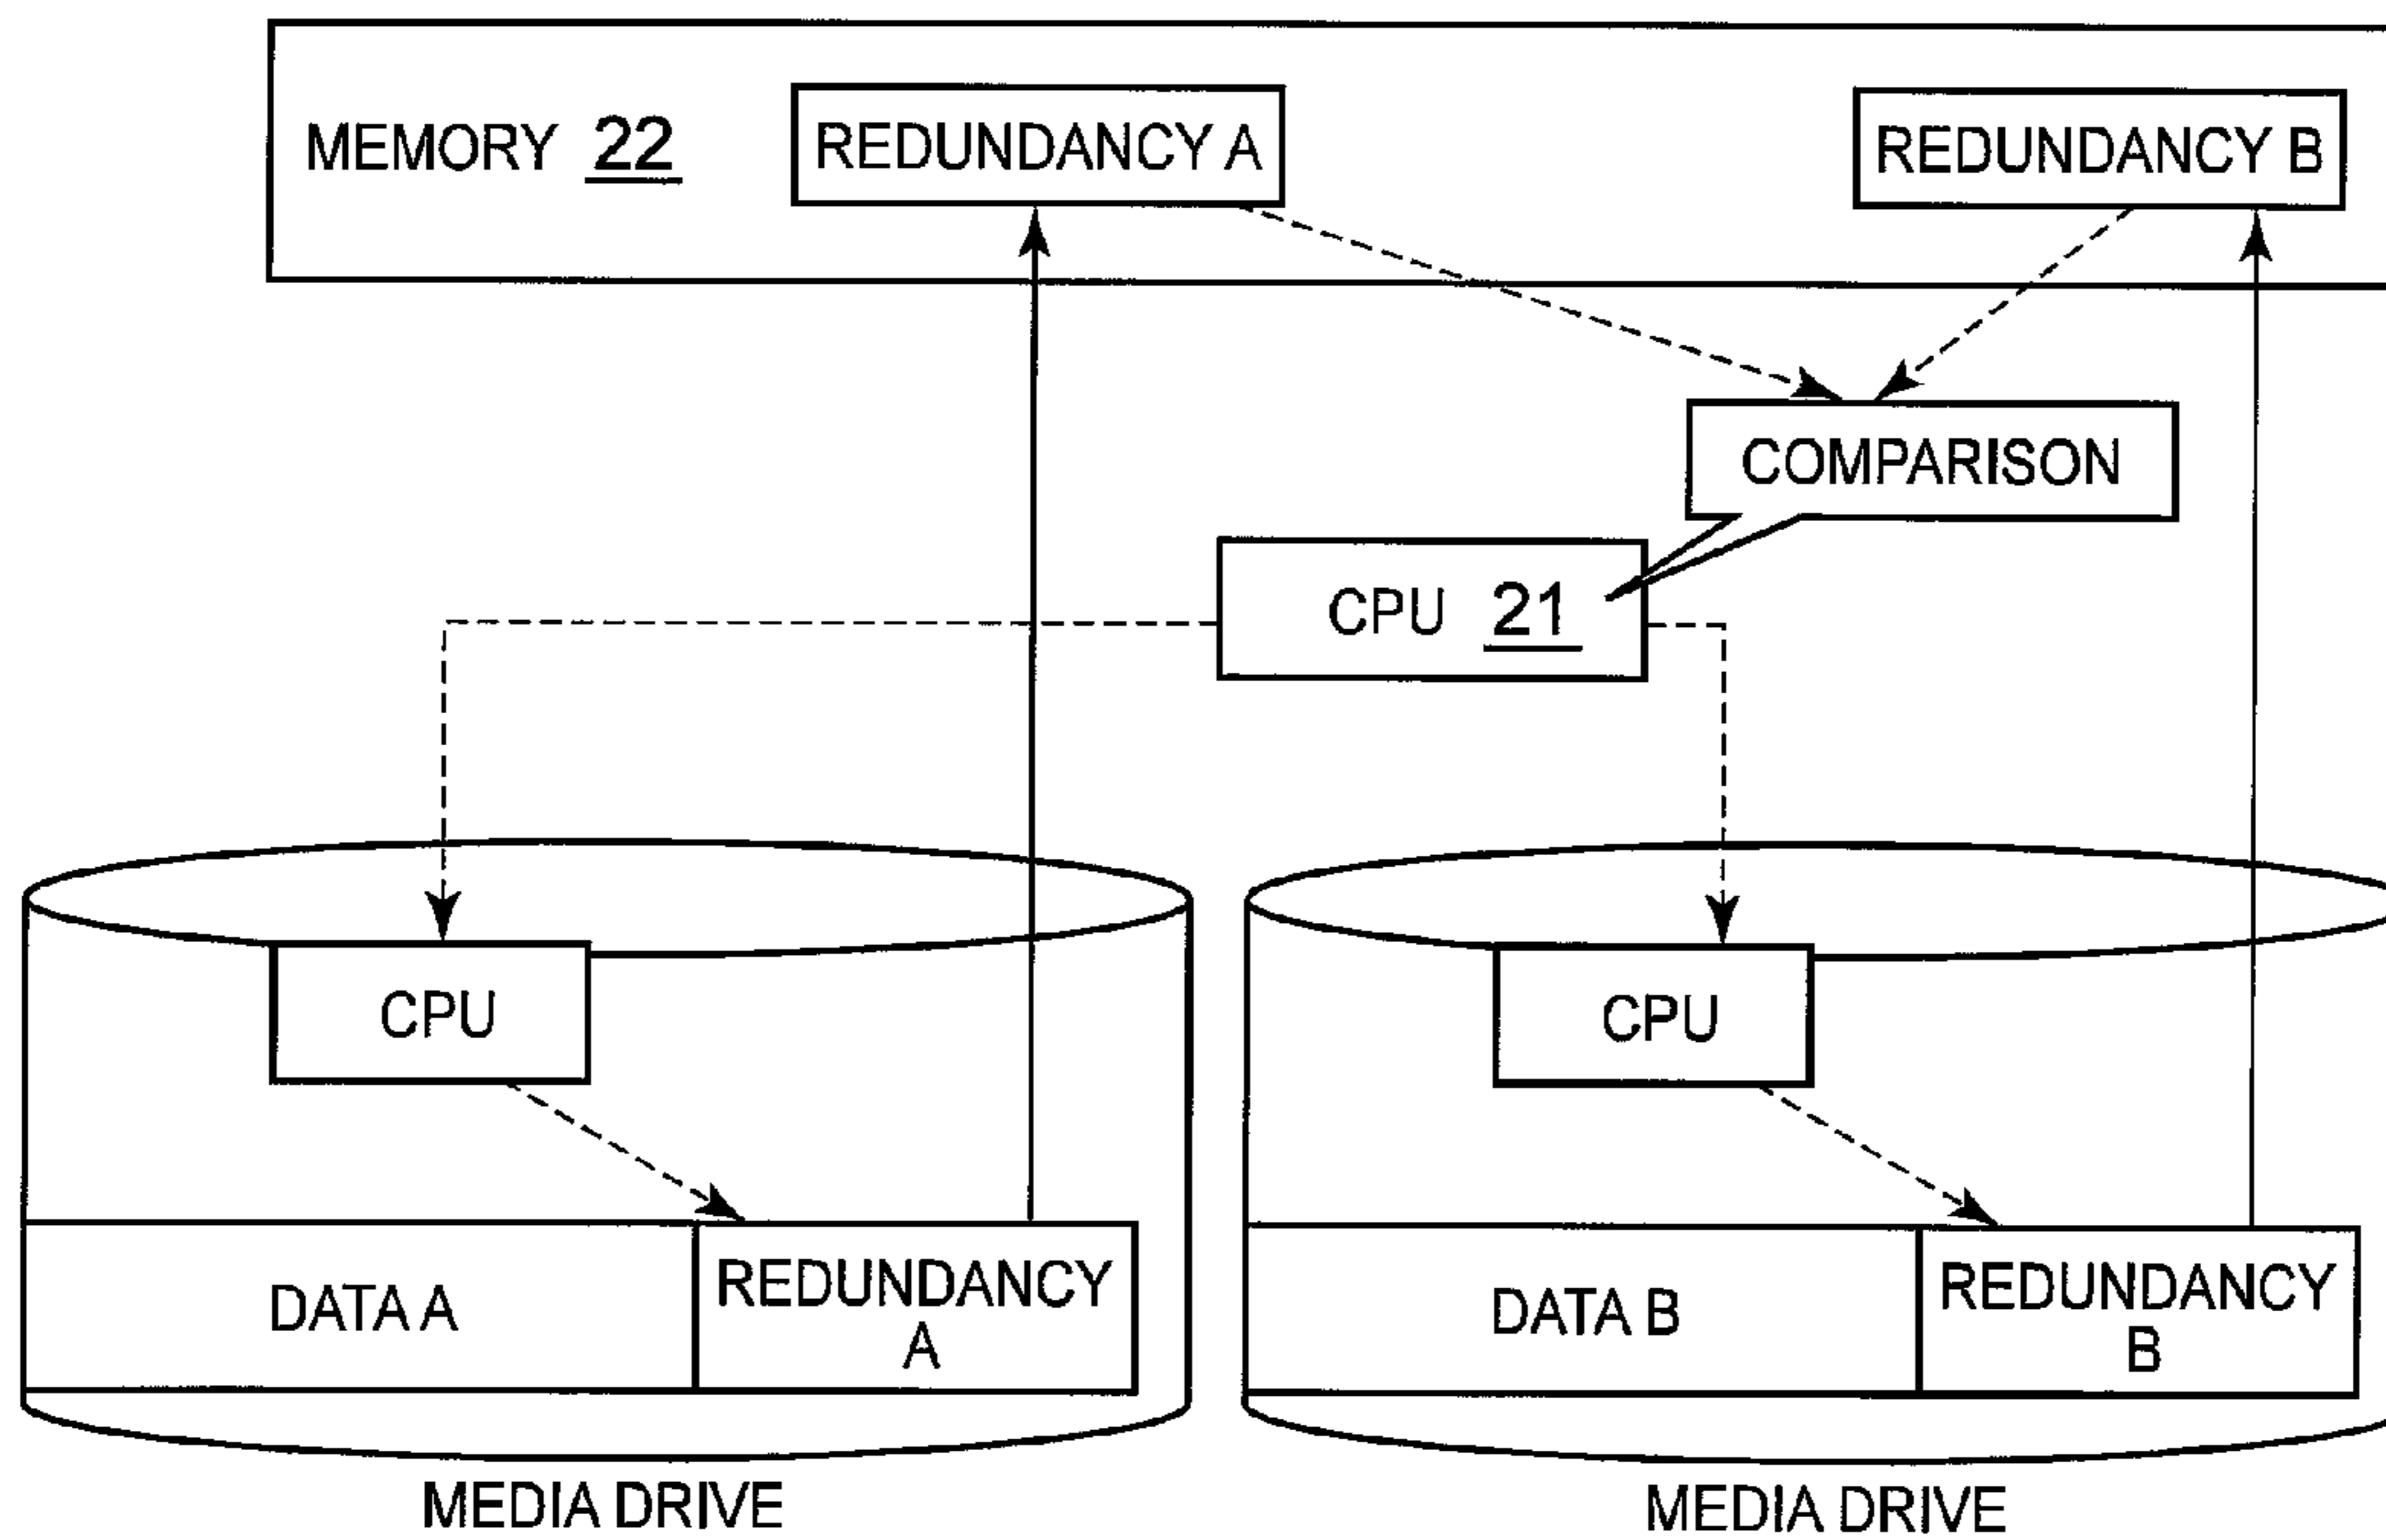 MEMORY 22
REDUNDANCY A
REDUNDANCY B
COMPARISON
CPU 21
CPU
CPU
DATA A
REDUNDANCY
A
DATA B
REDUNDANCY
B
MEDIA DRIVE
MEDIA DRIVE